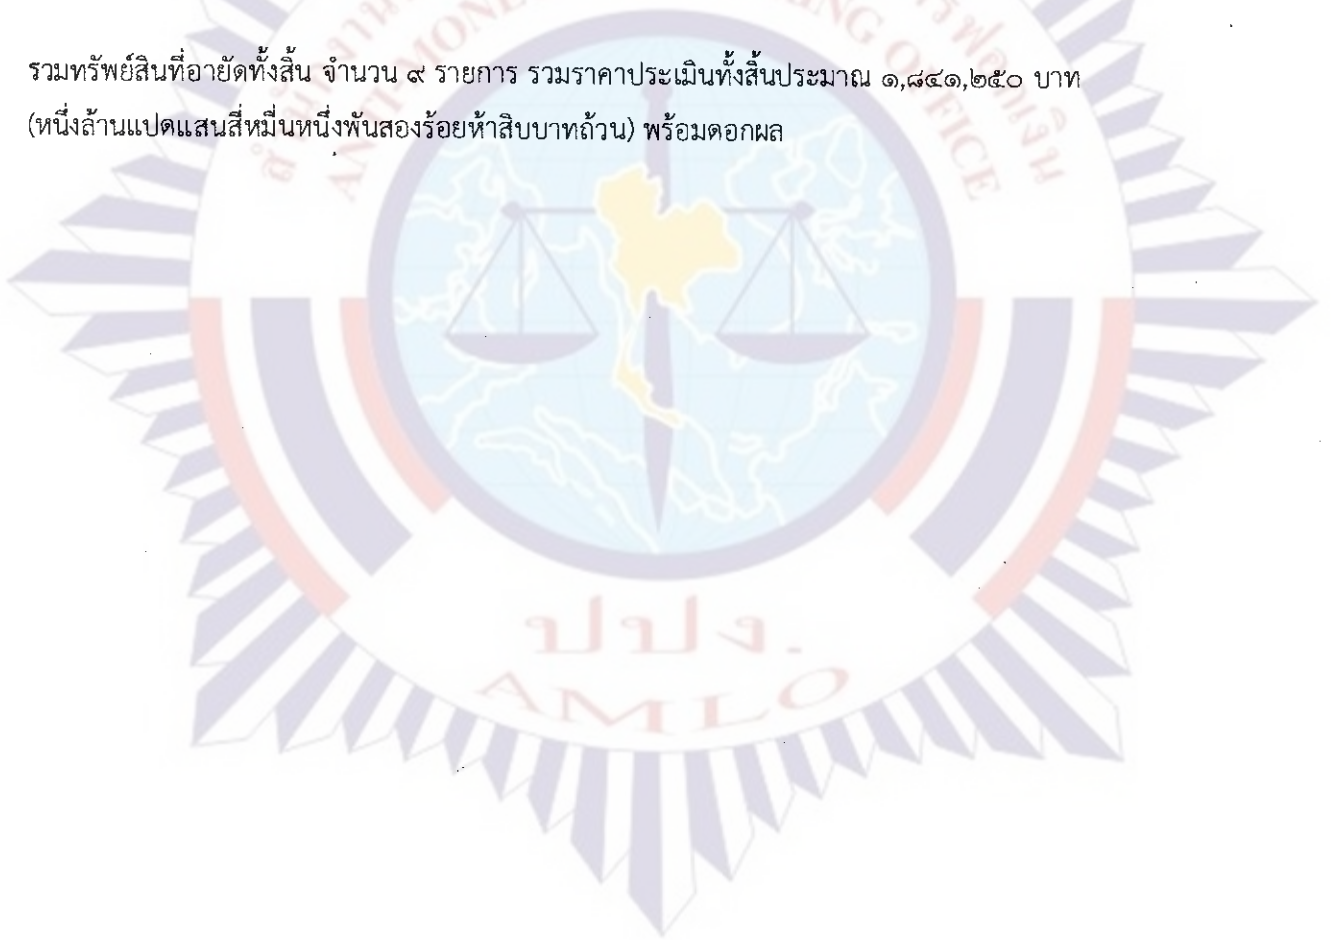 รวมทรัพย์สินที่อายัดทั้งสิ้น จำนวน ๙ รายการ รวมราคาประเมินทั้งสิ้นประมาณ ๑,๘๔๑,๒๕๐ บาท
(หนึ่งล้านแปดแสนสี่หมื่นหนึ่งพันสองร้อยห้าสิบบาทถ้วน) พร้อมดอกผล
OFFICE
ปปง.
AMLO